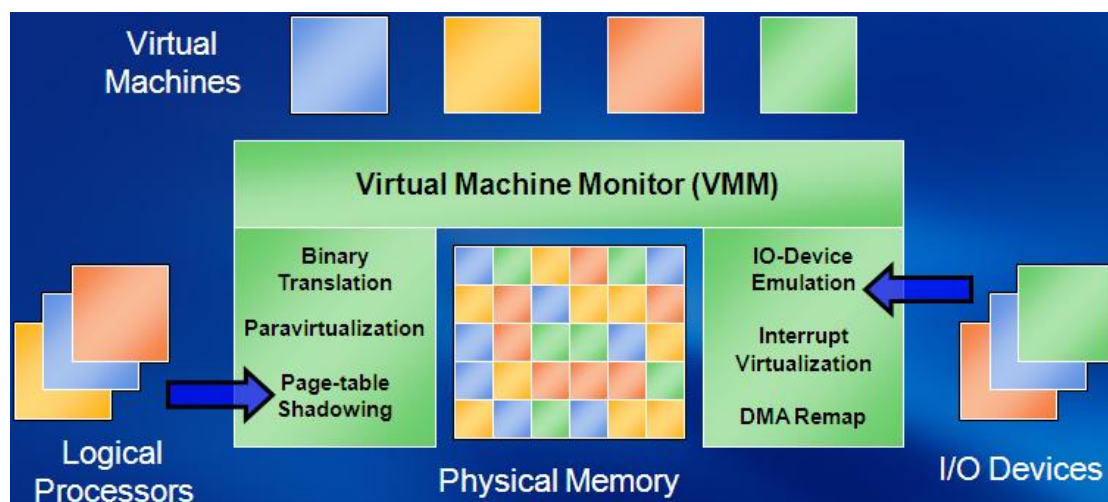 Virtual
Machines
Virtual Machine Monitor (VMM)
Binary
Translation
Paravirtualization
Page-table
Shadowing
IO-Device
Emulation
Interrupt
Virtualization
DMA Remap
Logical
Processors
Physical Memory
I/O Devices